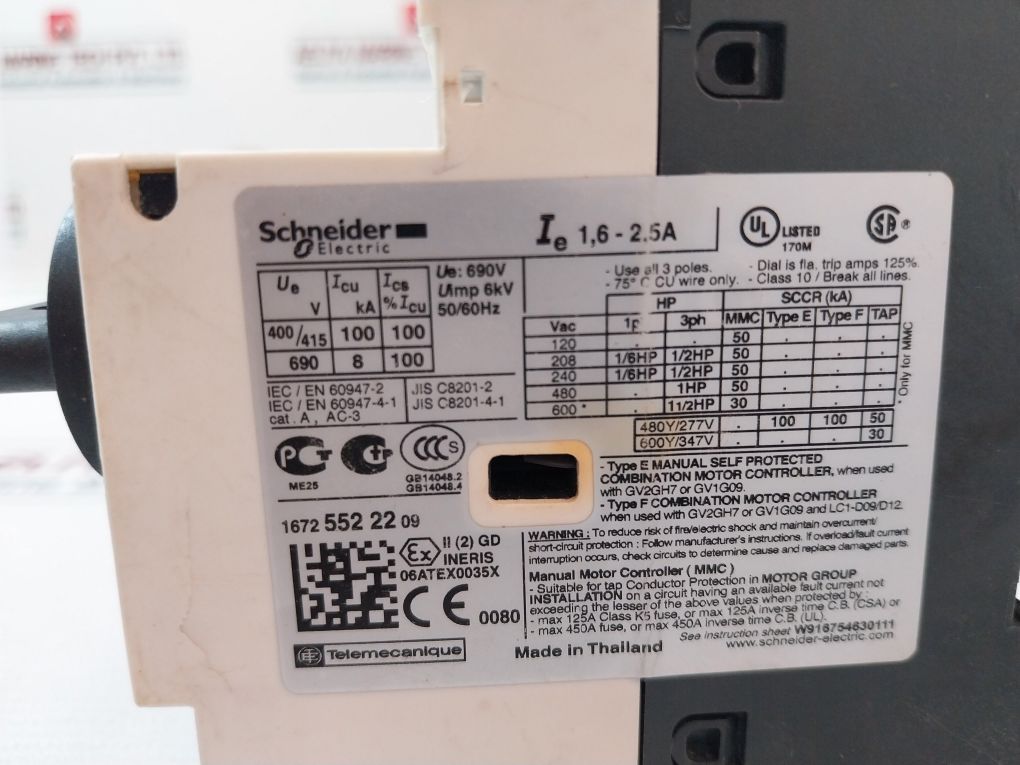 Schneider Electric
Ie 1,6 - 2.5A
UL LISTED 170M
SA ®
Ue V Icu kA Ics % Icu
400/415 100 100
690 8 100
Ue: 690V
Uimp 6kV
50/60Hz
IEC / EN 60947-2
IEC / EN 60947-4-1
cat. A, AC-3
JIS C8201-2
JIS C8201-4-1
- Use all 3 poles.
- 75° C CU wire only.
- Dial is fla, trip amps 125%.
- Class 10 / Break all lines.
HP SCCR (kA)
Vac 1p 3ph MMC Type E Type F TAP
120 . . 50 . . .
208 1/6HP 1/2HP 50 . . .
240 1/6HP 1/2HP 50 . . .
480 . 1HP 50 . . .
600 * . 11/2HP 30 . . .
480Y/277V . 100 100 50
600Y/347V . . . 30
* Only for MMC
CCC S
ME25
GB14048.2
GB14048.4
1672 552 22 09
Ex II (2) GD
INERIS
06ATEX0035X
CE 0080
Telemecanique
- Type E MANUAL SELF PROTECTED
COMBINATION MOTOR CONTROLLER, when used
with GV2GH7 or GV1G09.
- Type F COMBINATION MOTOR CONTROLLER
when used with GV2GH7 or GV1G09 and LC1-D09/D12.
WARNING : To reduce risk of fire/electric shock and maintain overcurrent/
short-circuit protection : Follow manufacturer's instructions. If overload/fault current
interruption occurs, check circuits to determine cause and replace damaged parts.
Manual Motor Controller ( MMC )
- Suitable for tap Conductor Protection in MOTOR GROUP
INSTALLATION on a circuit having an available fault current not
exceeding the lesser of the above values when protected by :
- max 125A Class K5 fuse, or max 125A inverse time C.B. (CSA) or
- max 450A fuse, or max 450A inverse time C.B. (UL).
See instruction sheet W916754630111
www.schneider-electric.com
Made in Thailand